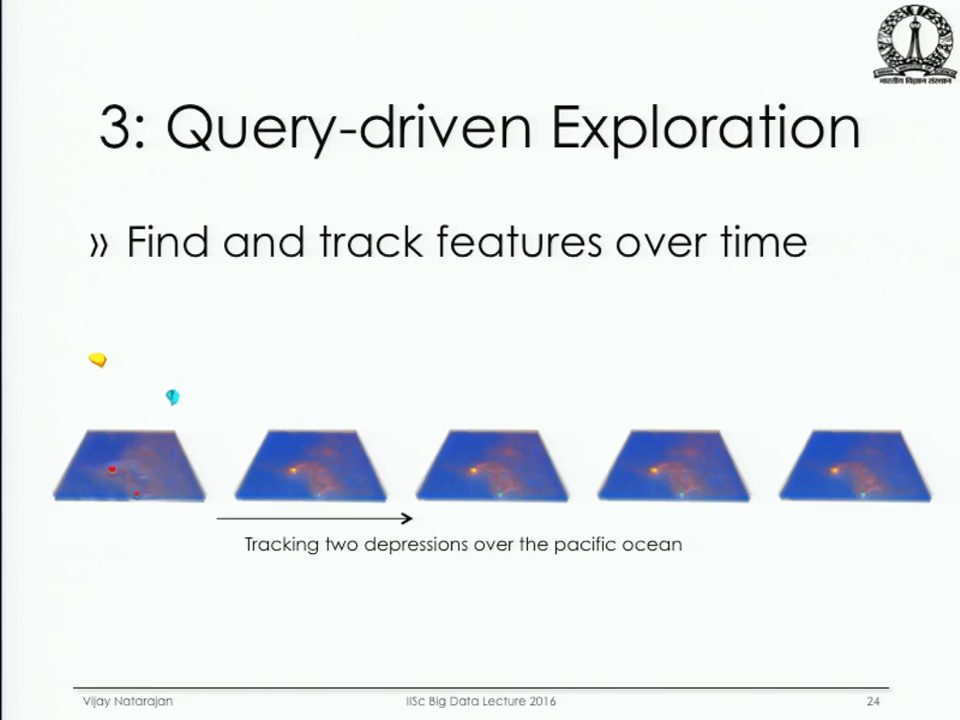 3: Query-driven Exploration
» Find and track features over time
Tracking two depressions over the pacific ocean
Vijay Natarajan
IISc Big Data Lecture 2016
24
भारतीय विज्ञान संस्थान